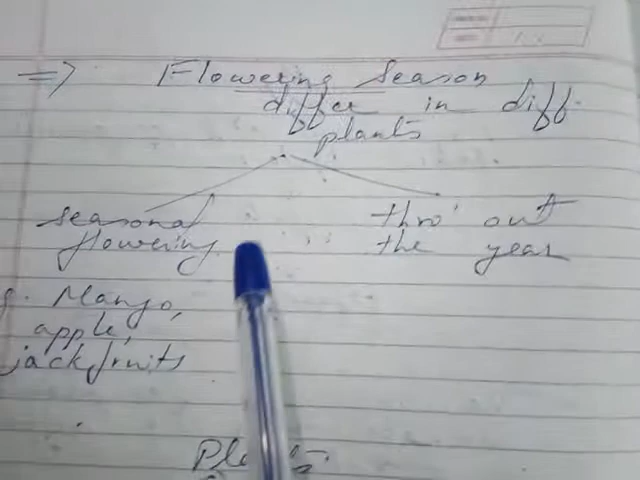 => Flowering Season
differ in diff.
plants
seasonal
flowering
thro' out
the year
g. Mango,
apple,
jackfruits